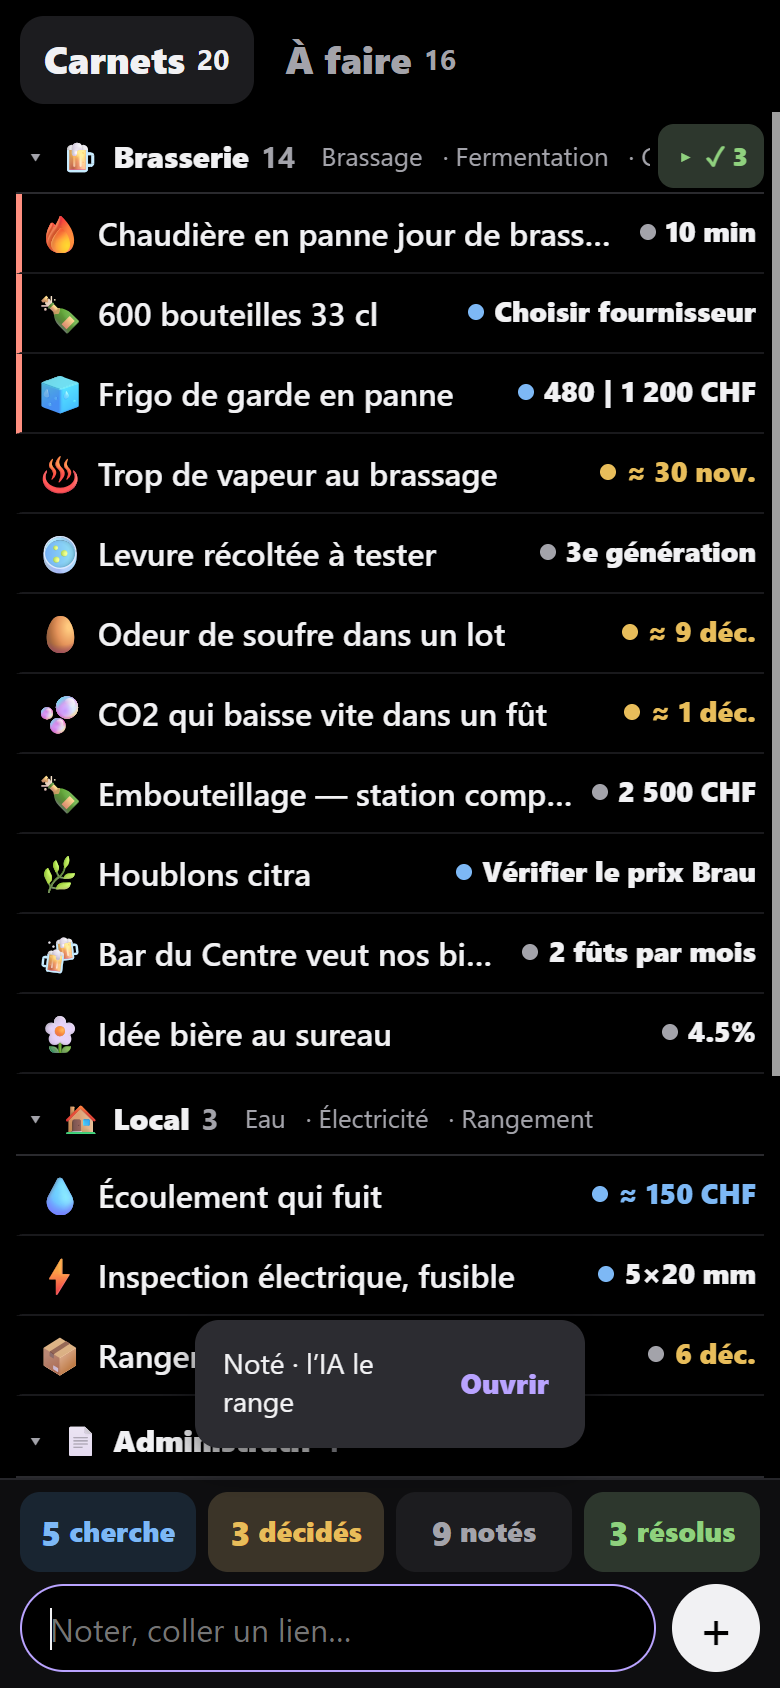 Carnets 20 À faire 16
Brasserie 14 Brassage · Fermentation · ✓ 3
Chaudière en panne jour de brass... 10 min
600 bouteilles 33 cl Choisir fournisseur
Frigo de garde en panne 480 | 1 200 CHF
Trop de vapeur au brassage ≈ 30 nov.
Levure récoltée à tester 3e génération
Odeur de soufre dans un lot ≈ 9 déc.
CO2 qui baisse vite dans un fût ≈ 1 déc.
Embouteillage — station comp... 2 500 CHF
Houblons citra Vérifier le prix Brau
Bar du Centre veut nos bi... 2 fûts par mois
Idée bière au sureau 4.5%
Local 3 Eau · Électricité · Rangement
Écoulement qui fuit ≈ 150 CHF
Inspection électrique, fusible 5×20 mm
Ranger 6 déc.
Noté · l’IA le
range
Ouvrir
5 cherche 3 décidés 9 notés 3 résolus
Noter, coller un lien...
+